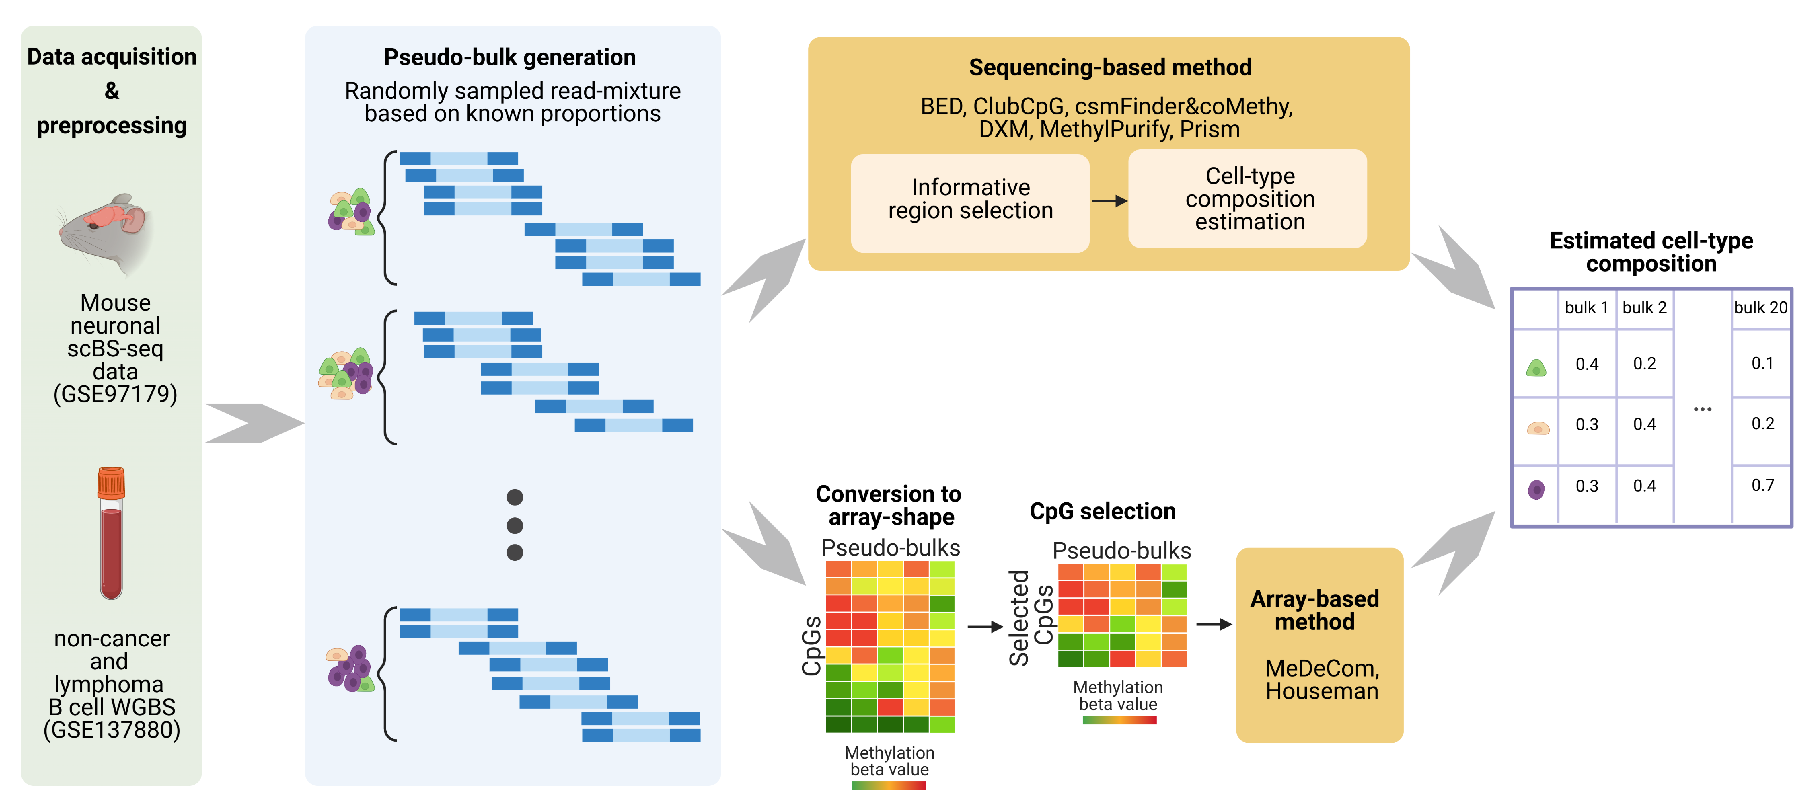 Data acquisition
&
preprocessing
Mouse
neuronal
scBS-seq
data
(GSE97179)
non-cancer
and
lymphoma
B cell WGBS
(GSE137880)
Pseudo-bulk generation
Randomly sampled read-mixture
based on known proportions
Sequencing-based method
BED, ClubCpG, csmFinder&coMethy,
DXM, MethylPurify, Prism
Informative
region selection
Cell-type
composition
estimation
Conversion to
array-shape
Pseudo-bulks
CpGs
Methylation
beta value
CpG selection
Pseudo-bulks
Selected
CpGs
Methylation
beta value
Array-based
method
MeDeCom,
Houseman
Estimated cell-type
composition
bulk 1 bulk 2 bulk 20
0.4 0.2 0.1
...
0.3 0.4 0.2
0.3 0.4 0.7